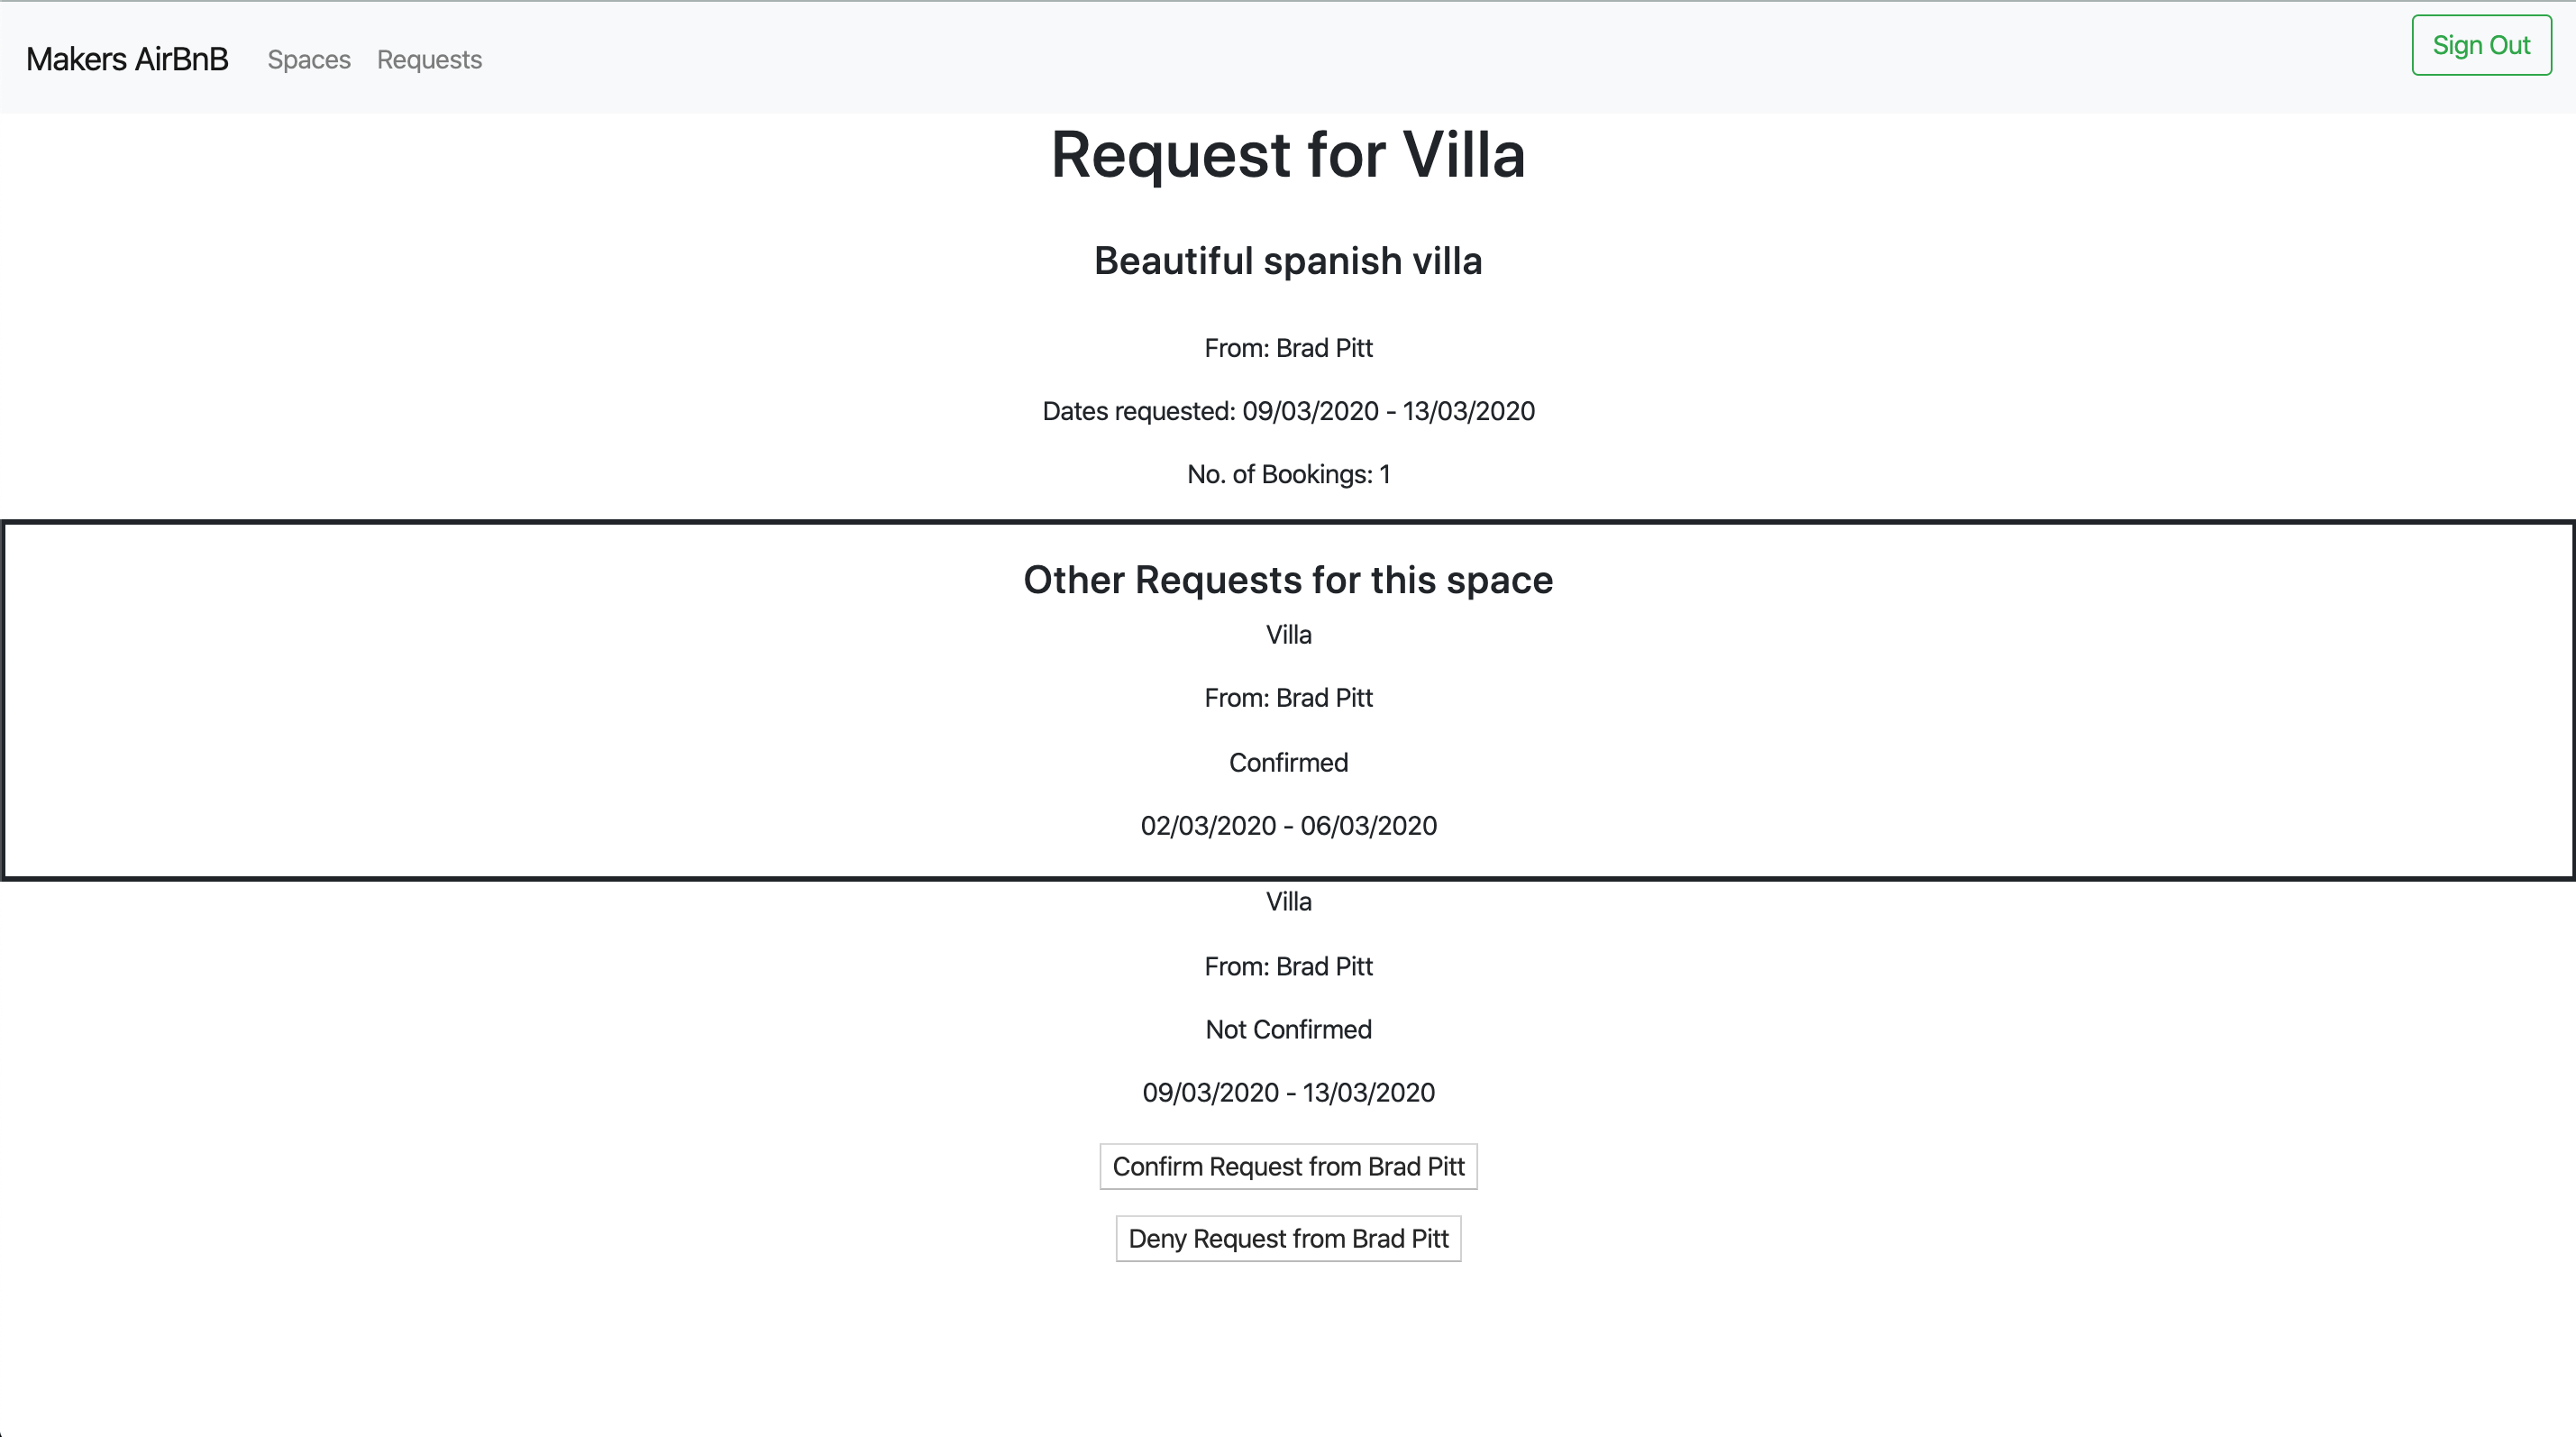 Makers AirBnB Spaces Requests Sign Out
Request for Villa
Beautiful spanish villa
From: Brad Pitt
Dates requested: 09/03/2020 - 13/03/2020
No. of Bookings: 1
Other Requests for this space
Villa
From: Brad Pitt
Confirmed
02/03/2020 - 06/03/2020
Villa
From: Brad Pitt
Not Confirmed
09/03/2020 - 13/03/2020
Confirm Request from Brad Pitt
Deny Request from Brad Pitt